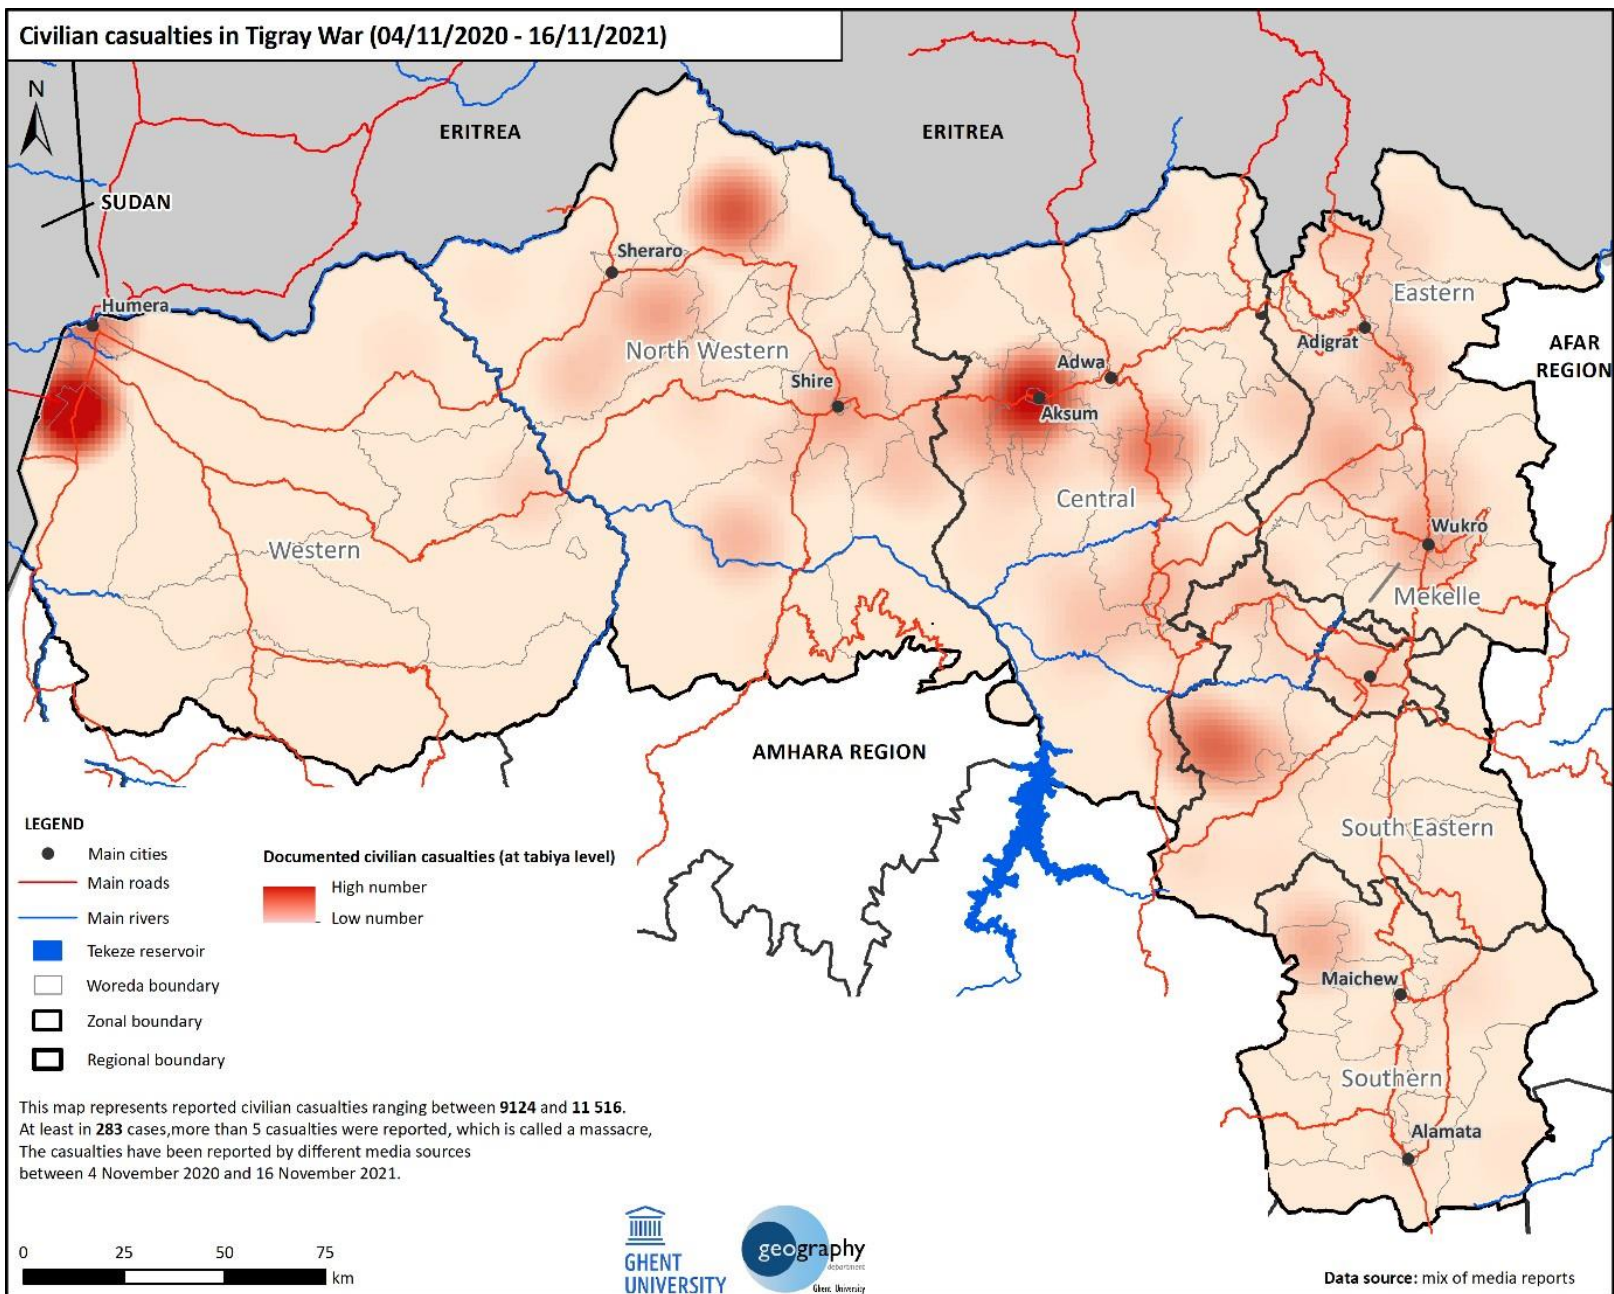 Civilian casualties in Tigray War (04/11/2020 - 16/11/2021)
N
ERITREA
ERITREA
SUDAN
Sheraro
Humera
Eastern
North Western
Adigrat
AFAR
REGION
Shire
Adwa
Aksum
Central
Wukro
Western
Mekelle
AMHARA REGION
South Eastern
Maichew
Southern
Alamata
LEGEND
Main cities
Main roads
Main rivers
Tekeze reservoir
Woreda boundary
Zonal boundary
Regional boundary
Documented civilian casualties (at tabiya level)
High number
Low number
This map represents reported civilian casualties ranging between 9124 and 11 516.
At least in 283 cases,more than 5 casualties were reported, which is called a massacre,
The casualties have been reported by different media sources
between 4 November 2020 and 16 November 2021.
0 25 50 75
km
GHENT
UNIVERSITY
geography
department
Ghent University
Data source: mix of media reports